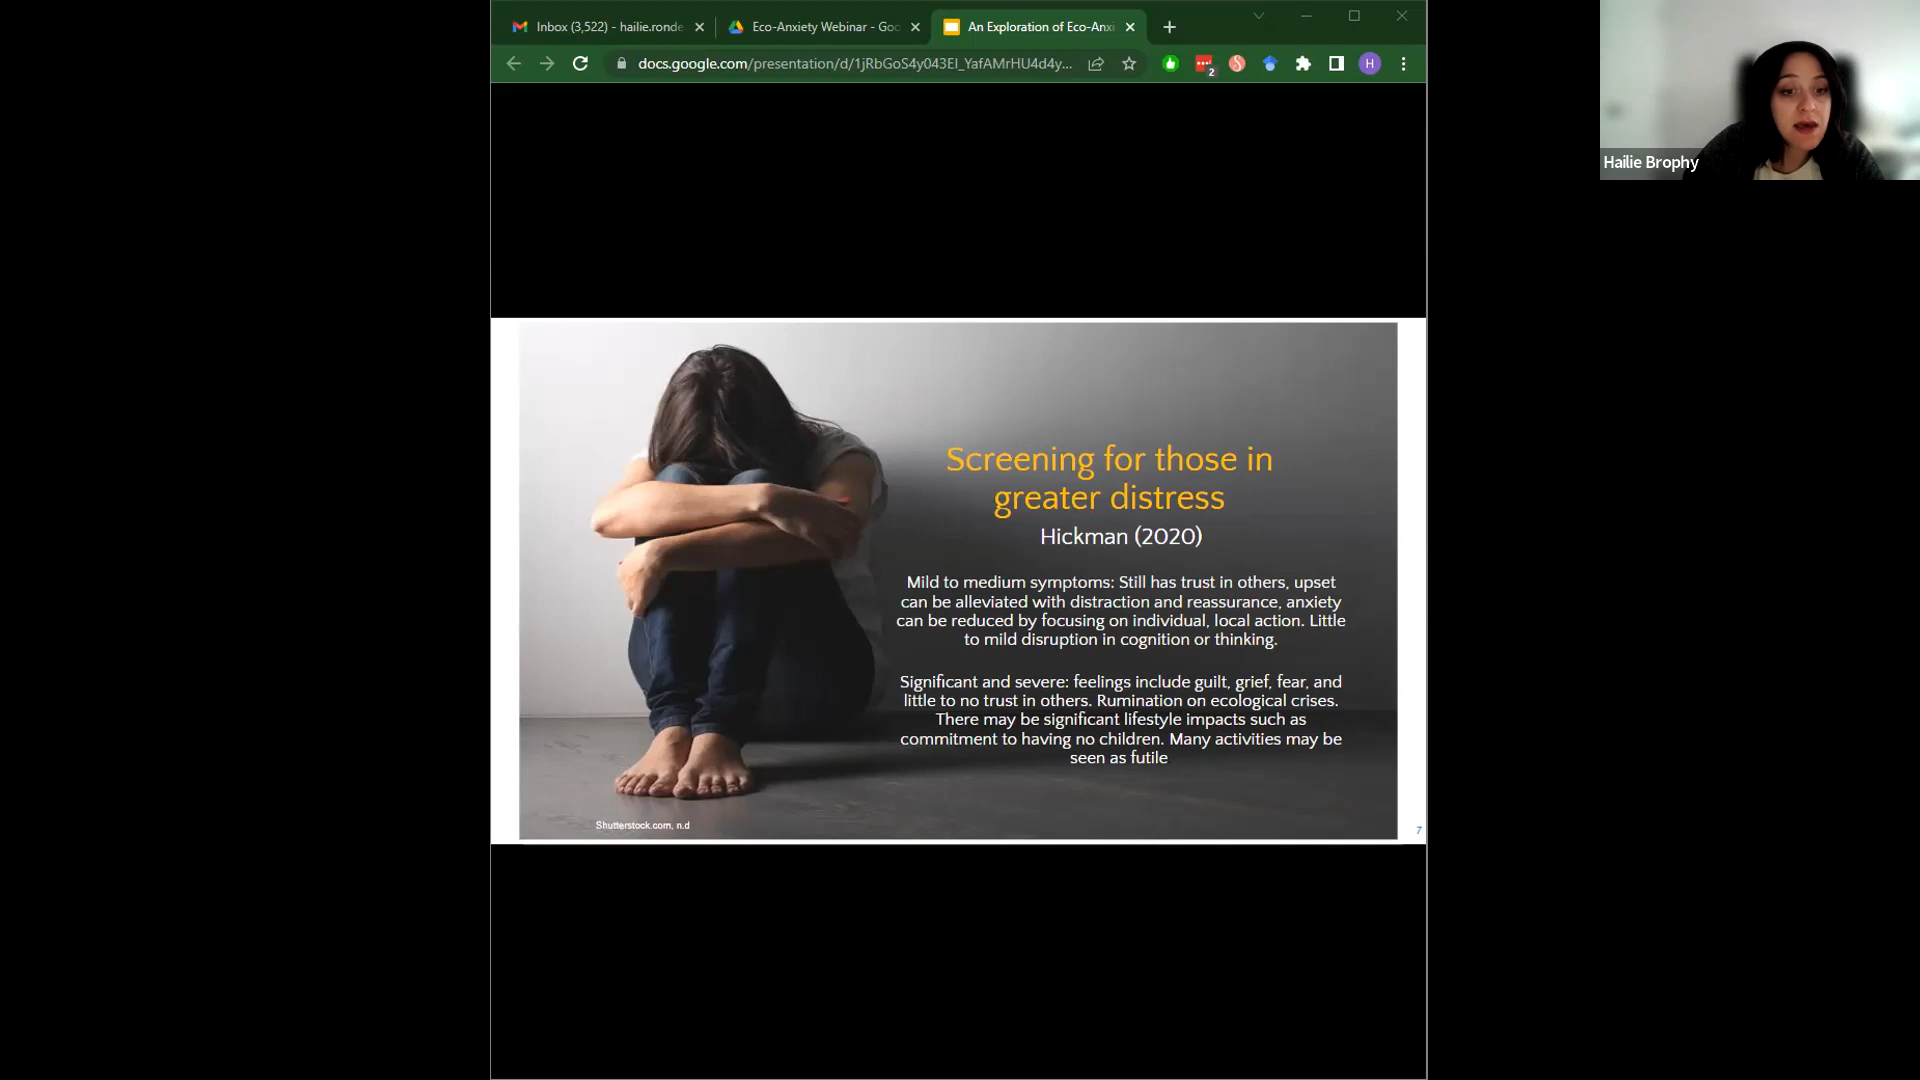 Inbox (3,522) - hailie.ronde
Eco-Anxiety Webinar - Goo
An Exploration of Eco-Anxi
docs.google.com/presentation/d/1jRbGoS4y043EI_YafAMrHU4d4y...
2
H
Hailie Brophy
Screening for those in
greater distress
Hickman (2020)
Mild to medium symptoms: Still has trust in others, upset
can be alleviated with distraction and reassurance, anxiety
can be reduced by focusing on individual, local action. Little
to mild disruption in cognition or thinking.
Significant and severe: feelings include guilt, grief, fear, and
little to no trust in others. Rumination on ecological crises.
There may be significant lifestyle impacts such as
commitment to having no children. Many activities may be
seen as futile
Shutterstock.com, n.d
7